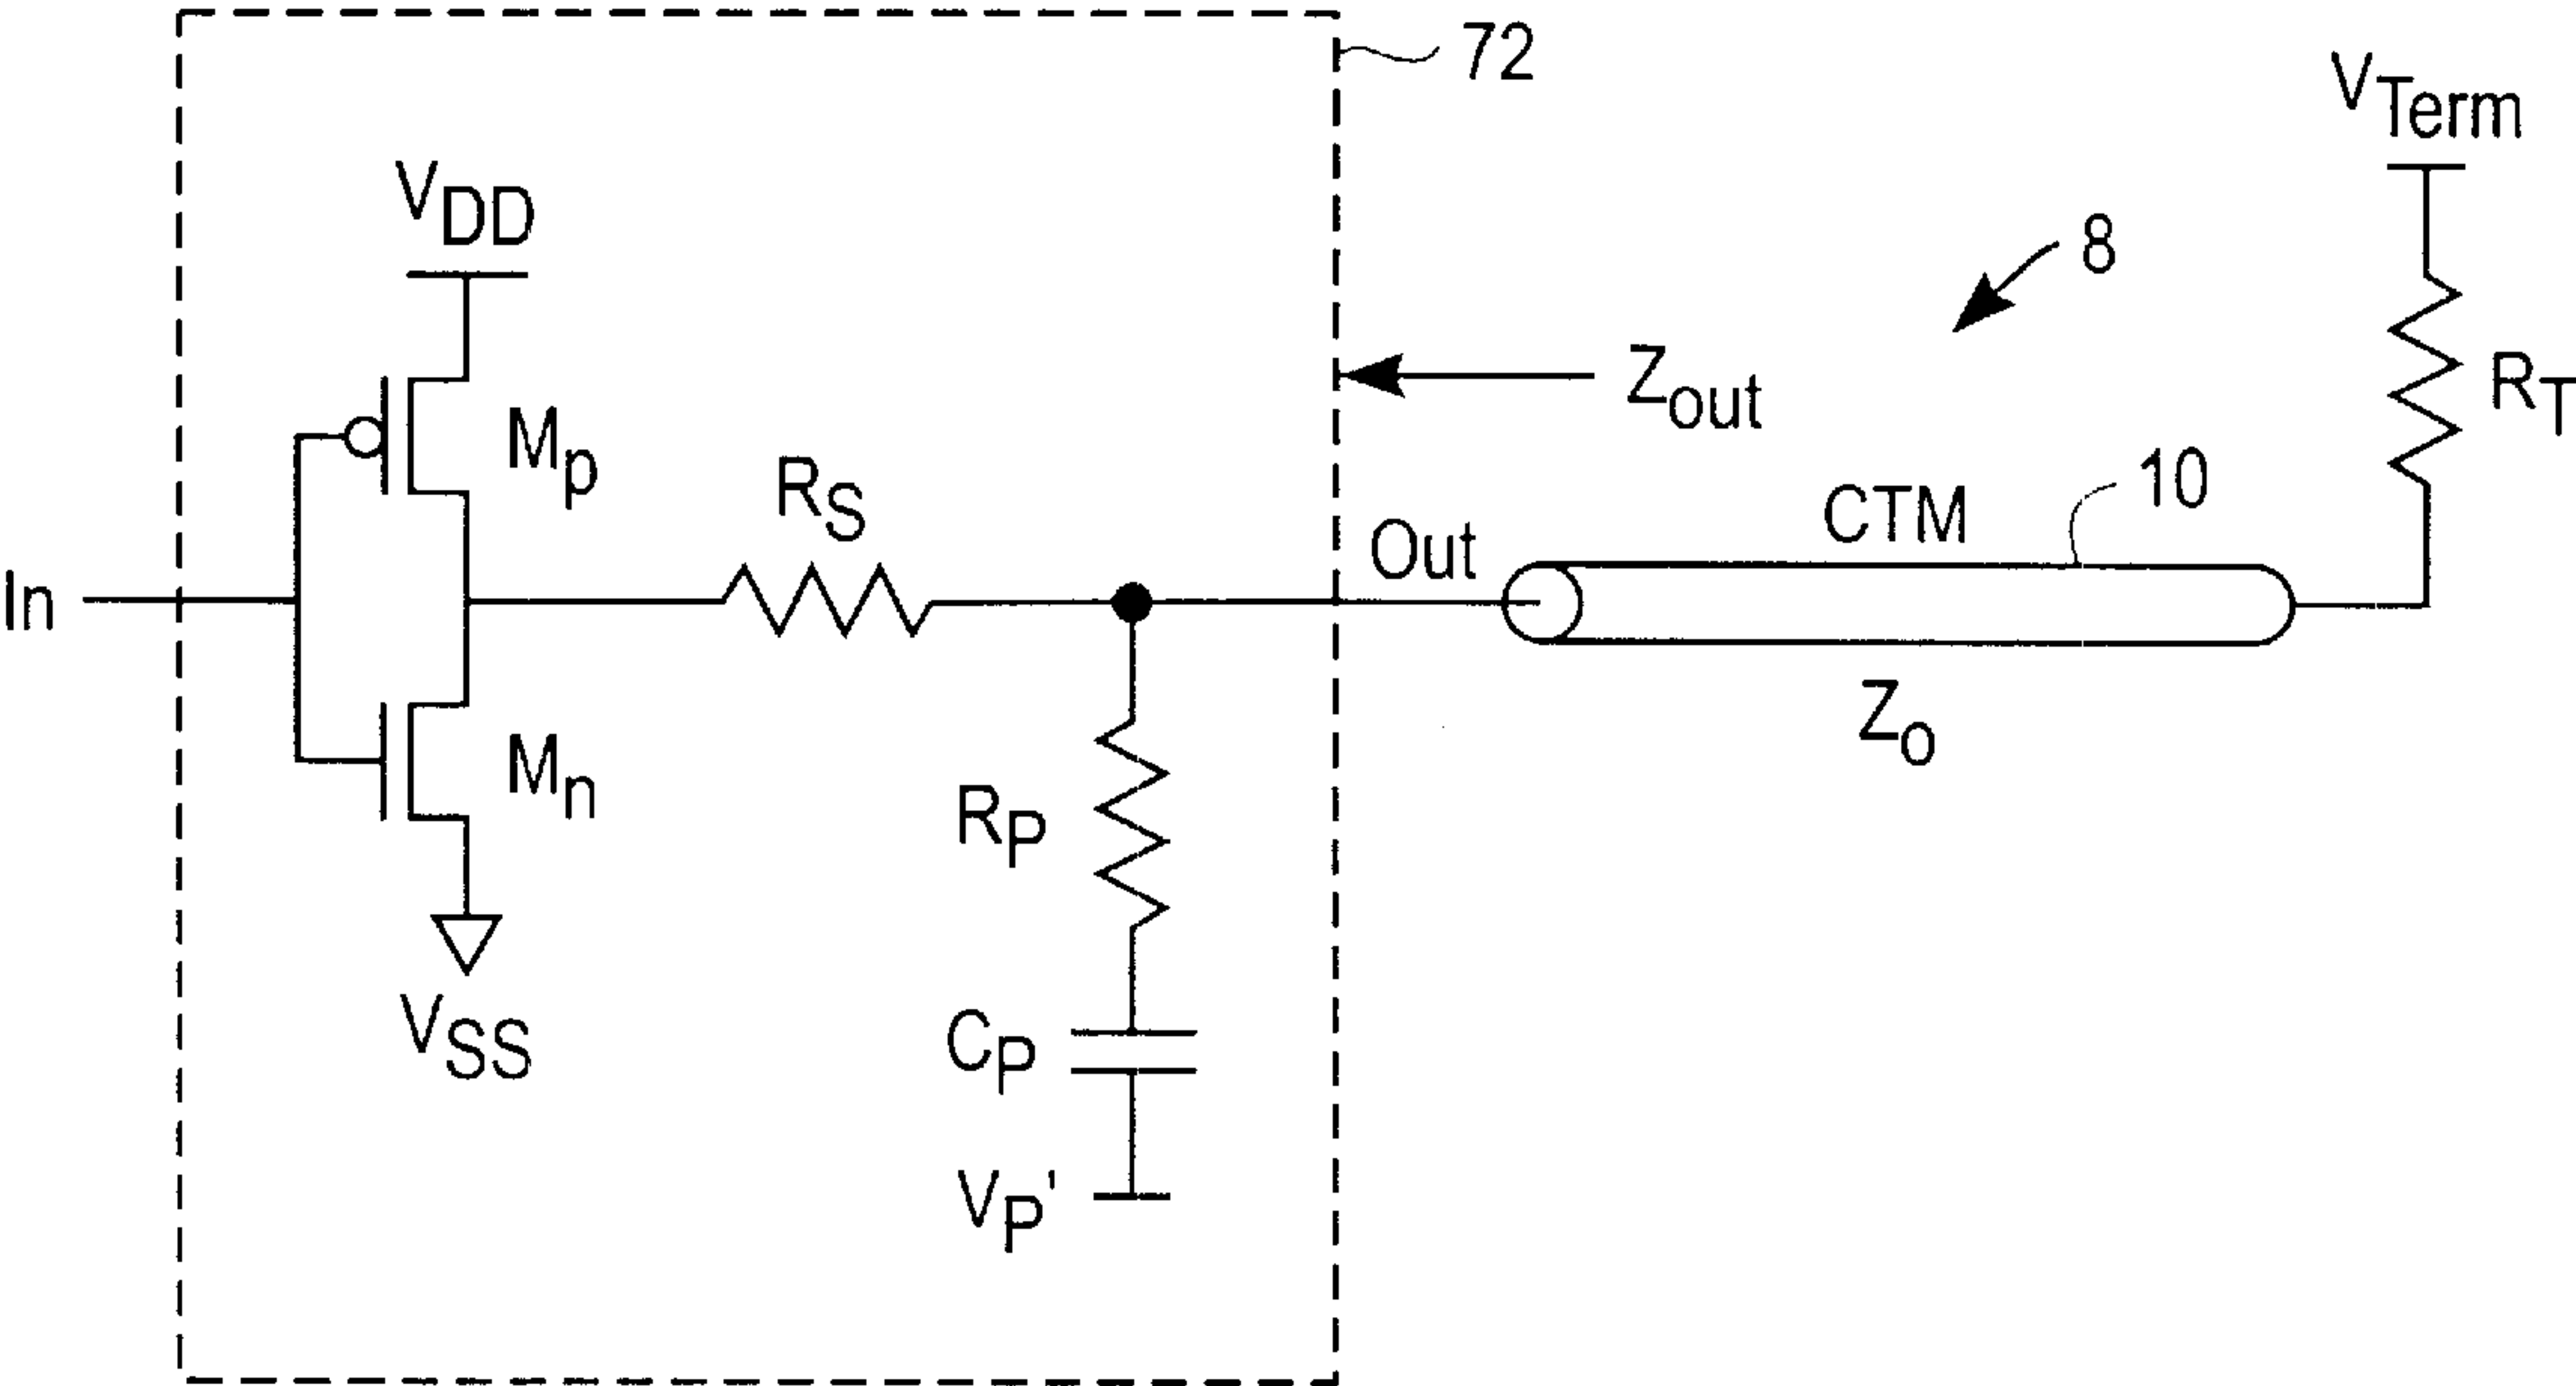 72
VTerm
VDD
8
Zout
Mp
RT
RS
10
CTM
Out
In
Zo
Mn
RP
CP
VSS
VP'